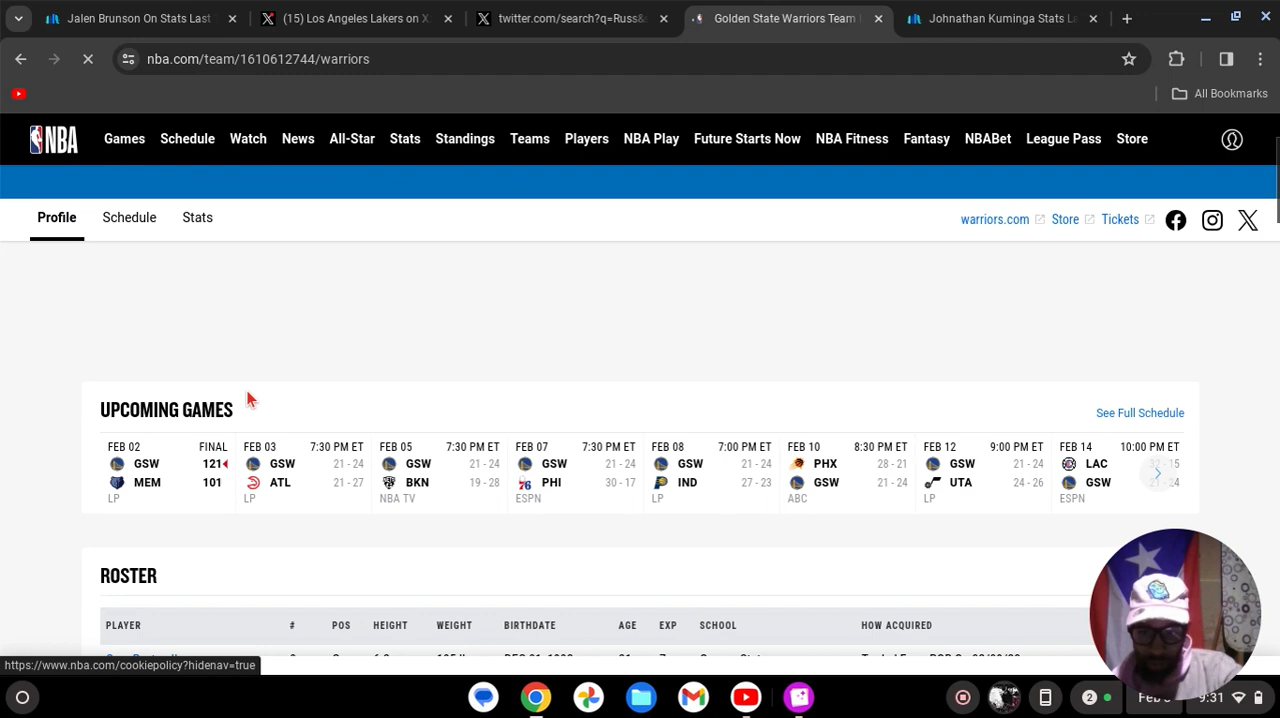 Jalen Brunson On Stats Last
(15) Los Angeles Lakers on X
twitter.com/search?q=Russ&
Golden State Warriors Team
Johnathan Kuminga Stats L
nba.com/team/1610612744/warriors
All Bookmarks
NBA
Games Schedule Watch News All-Star Stats Standings Teams Players NBA Play Future Starts Now NBA Fitness Fantasy NBABet League Pass Store
Profile Schedule Stats
warriors.com Store Tickets
UPCOMING GAMES
See Full Schedule
FEB 02 FINAL
GSW 121
MEM 101
LP
FEB 03 7:30 PM ET
GSW 21 - 24
ATL 21 - 27
LP
FEB 05 7:30 PM ET
GSW 21 - 24
BKN 19 - 28
NBA TV
FEB 07 7:30 PM ET
GSW 21 - 24
PHI 30 - 17
ESPN
FEB 08 7:00 PM ET
GSW 21 - 24
IND 27 - 23
LP
FEB 10 8:30 PM ET
PHX 28 - 21
GSW 21 - 24
ABC
FEB 12 9:00 PM ET
GSW 21 - 24
UTA 24 - 26
LP
FEB 14 10:00 PM ET
LAC 32 - 15
GSW 21 - 24
ESPN
ROSTER
PLAYER # POS HEIGHT WEIGHT BIRTHDATE AGE EXP SCHOOL HOW ACQUIRED
https://www.nba.com/cookiepolicy?hidenav=true
2
Feb
9:31